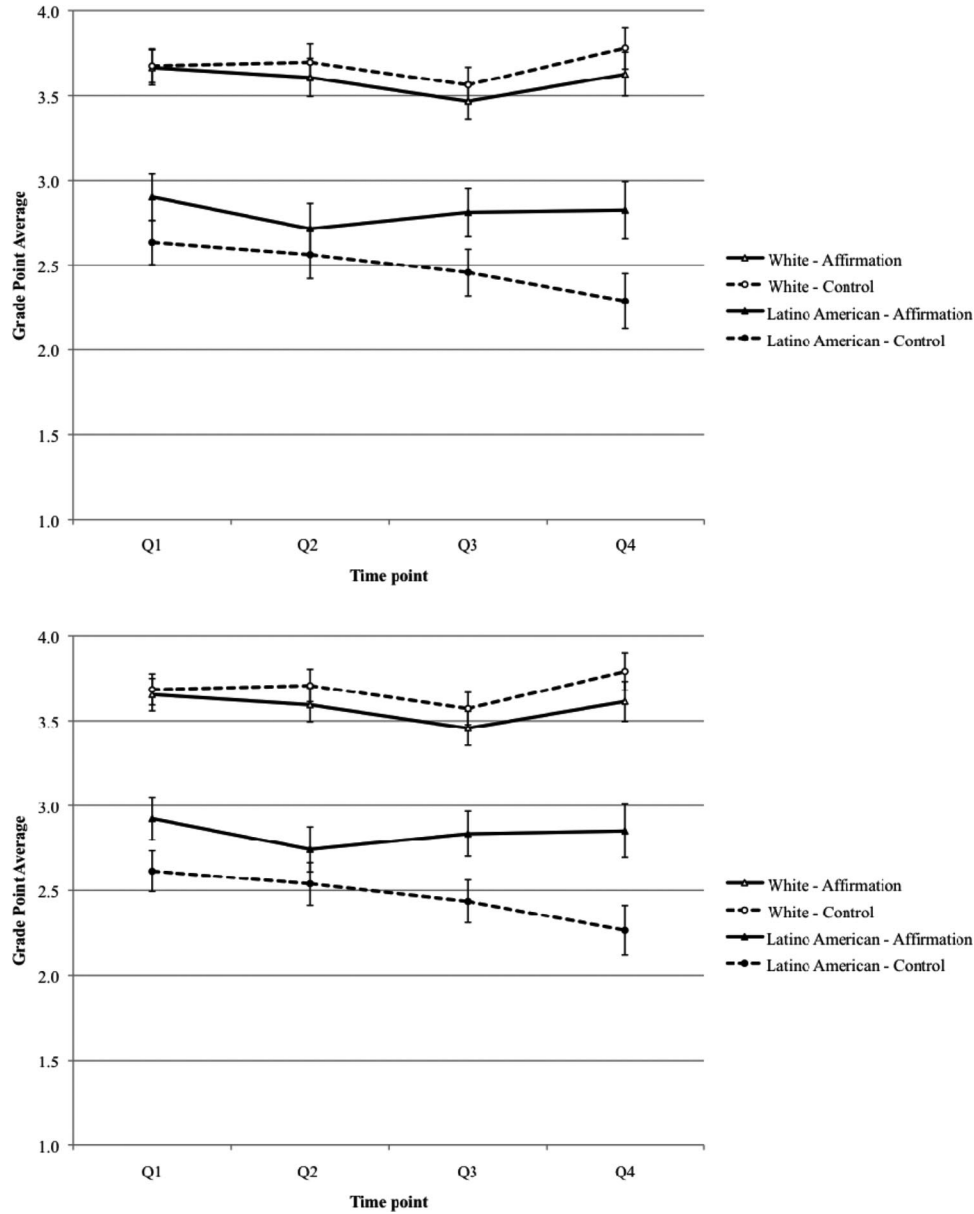 4.0
3.5
3.0
2.5
2.0
1.5
1.0
Grade Point Average
Q1 Q2 Q3 Q4
Time point
White - Affirmation
White - Control
Latino American - Affirmation
Latino American - Control
4.0
3.5
3.0
2.5
2.0
1.5
1.0
Grade Point Average
Q1 Q2 Q3 Q4
Time point
White - Affirmation
White - Control
Latino American - Affirmation
Latino American - Control